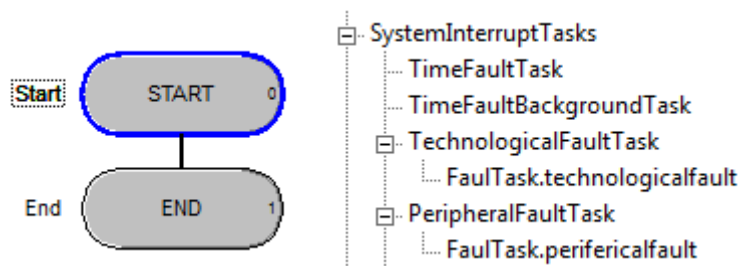 Start
START
0
End
END
1
SystemInterruptTasks
TimeFaultTask
TimeFaultBackgroundTask
TechnologicalFaultTask
FaulTask.technologicalfault
PeripheralFaultTask
FaulTask.perifericalfault